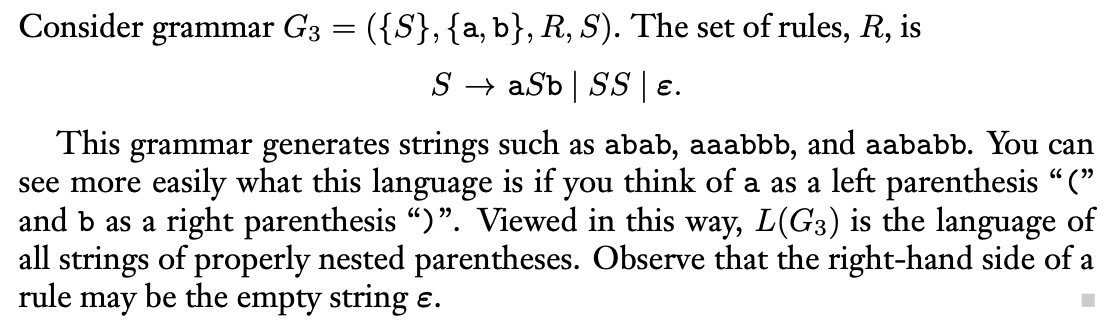 Consider grammar G₃ = ({S}, {a, b}, R, S). The set of rules, R, is
S → aSb | SS | ε.
This grammar generates strings such as abab, aaabbb, and aababb. You can
see more easily what this language is if you think of a as a left parenthesis “(”
and b as a right parenthesis “)”. Viewed in this way, L(G₃) is the language of
all strings of properly nested parentheses. Observe that the right-hand side of a
rule may be the empty string ε.